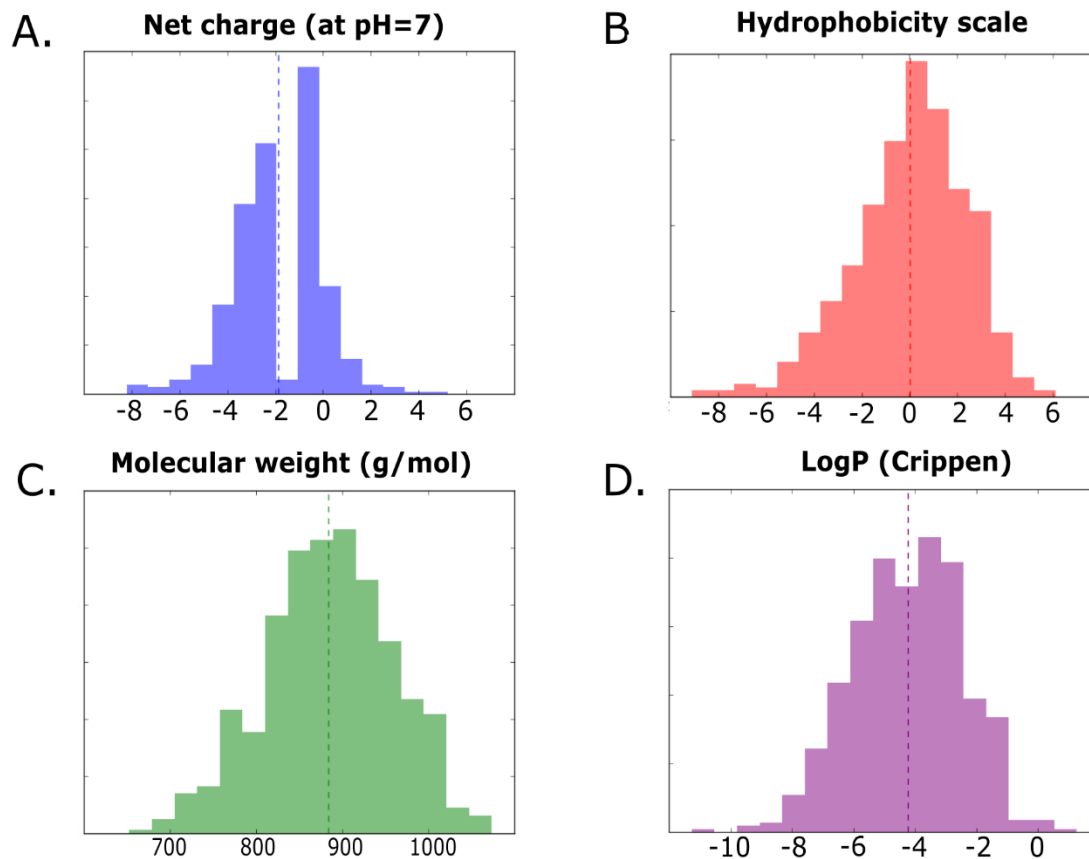 A.
Net charge (at pH=7)
-8 -6 -4 -2 0 2 4 6
B
Hydrophobicity scale
-8 -6 -4 -2 0 2 4 6
C.
Molecular weight (g/mol)
700 800 900 1000
D.
LogP (Crippen)
-10 -8 -6 -4 -2 0